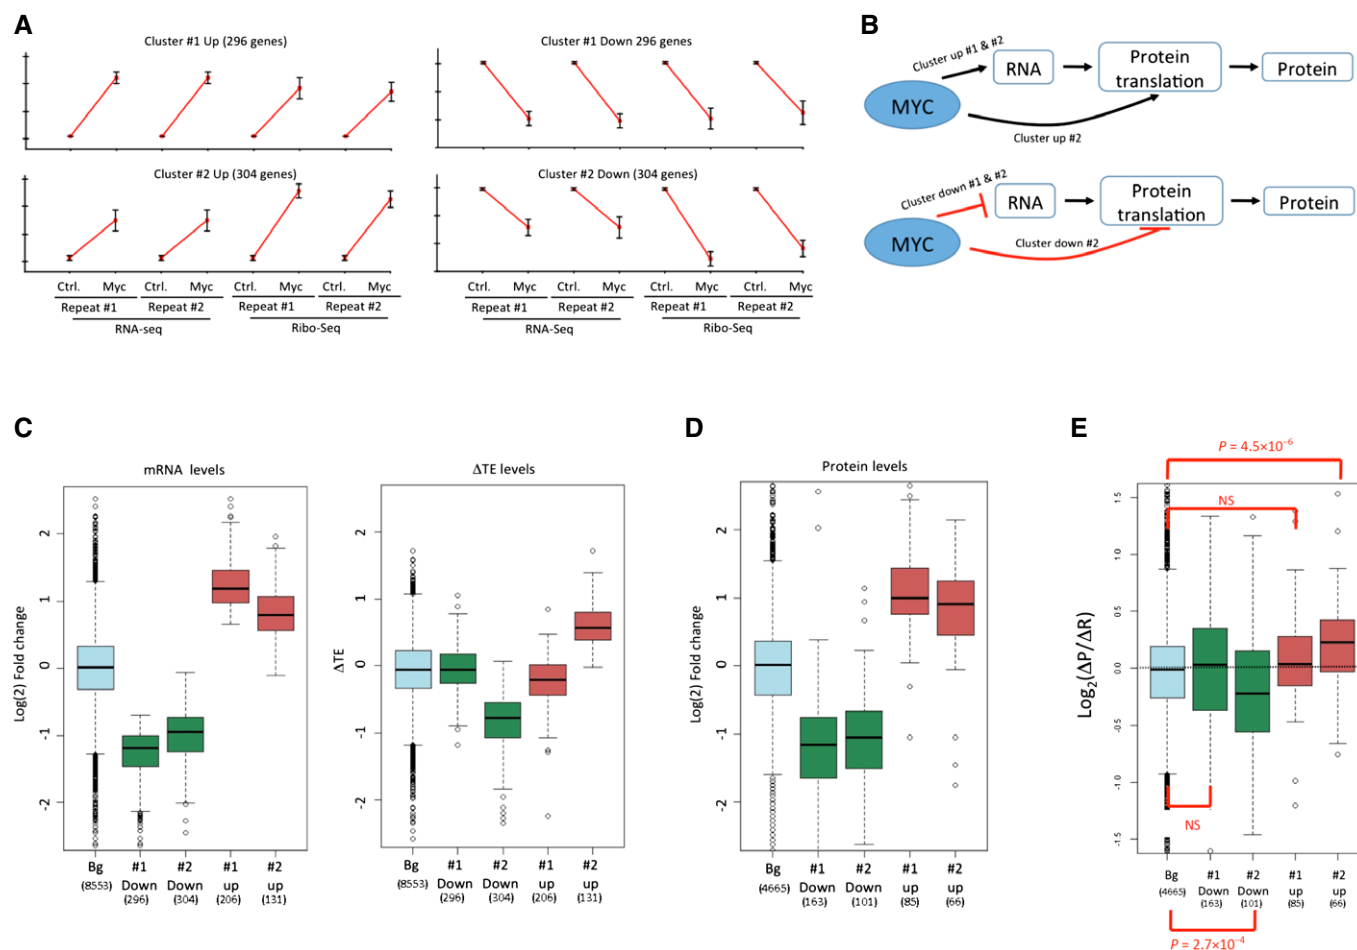 A
Cluster #1 Up (296 genes)
Cluster #1 Down 296 genes
Cluster #2 Up (304 genes)
Cluster #2 Down (304 genes)
Ctrl. Myc Ctrl. Myc Ctrl. Myc Ctrl. Myc
Repeat #1 Repeat #2 Repeat #1 Repeat #2
RNA-seq Ribo-Seq
Ctrl. Myc Ctrl. Myc Ctrl. Myc Ctrl. Myc
Repeat #1 Repeat #2 Repeat #1 Repeat #2
RNA-Seq Ribo-Seq
B
Cluster up #1 & #2
MYC
RNA
Protein
translation
Protein
Cluster up #2
Cluster down #1 & #2
MYC
RNA
Protein
translation
Protein
Cluster down #2
C
mRNA levels
Log(2) Fold change
2
1
0
-1
-2
Bg #1 #2 #1 #2
Down Down up up
(8553) (296) (304) (206) (131)
ΔTE levels
ΔTE
2
1
0
-1
-2
Bg #1 #2 #1 #2
Down Down up up
(8553) (296) (304) (206) (131)
D
Protein levels
Log(2) Fold change
2
1
0
-1
-2
Bg #1 #2 #1 #2
Down Down up up
(4665) (163) (101) (85) (66)
E
P = 4.5×10⁻⁶
NS
Log₂(ΔP/ΔR)
1.5
1.0
0.5
0.0
-0.5
-1.0
-1.5
NS
Bg #1 #2 #1 #2
Down Down up up
(4665) (163) (101) (85) (66)
P = 2.7×10⁻⁴